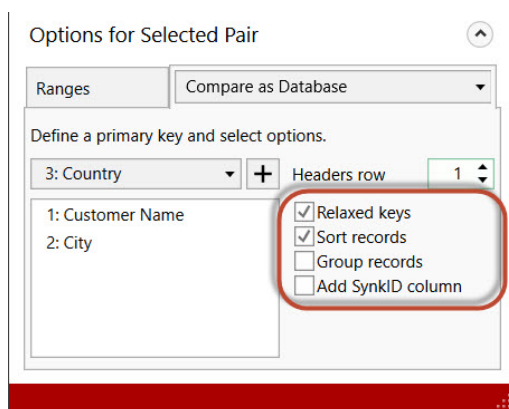 Options for Selected Pair
Ranges
Compare as Database
Define a primary key and select options.
3: Country
+
Headers row
1
1: Customer Name
2: City
Relaxed keys
Sort records
Group records
Add SynkID column